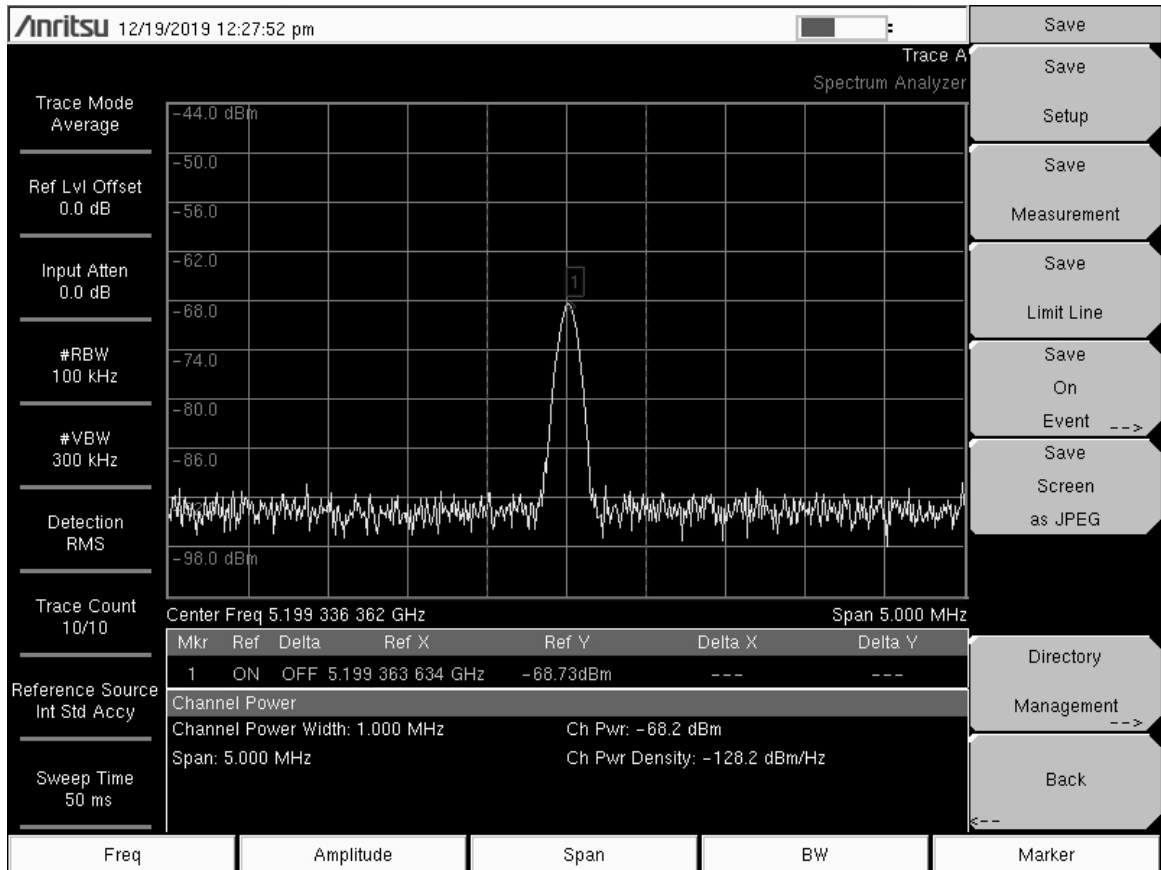 Anritsu 12/19/2019 12:27:52 pm
Save
Trace A
Spectrum Analyzer
Trace Mode
Average
Ref Lvl Offset
0.0 dB
Input Atten
0.0 dB
#RBW
100 kHz
#VBW
300 kHz
Detection
RMS
Trace Count
10/10
Reference Source
Int Std Accy
Sweep Time
50 ms
-44.0 dBm
-50.0
-56.0
-62.0
-68.0
-74.0
-80.0
-86.0
-98.0 dBm
1
Center Freq 5.199 336 362 GHz
Span 5.000 MHz
Mkr Ref Delta Ref X Ref Y Delta X Delta Y
1 ON OFF 5.199 363 634 GHz -68.73dBm --- ---
Channel Power
Channel Power Width: 1.000 MHz Ch Pwr: -68.2 dBm
Span: 5.000 MHz Ch Pwr Density: -128.2 dBm/Hz
Save
Setup
Save
Measurement
Save
Limit Line
Save
On
Event -->
Save
Screen
as JPEG
Directory
Management
-->
Back
<--
Freq
Amplitude
Span
BW
Marker